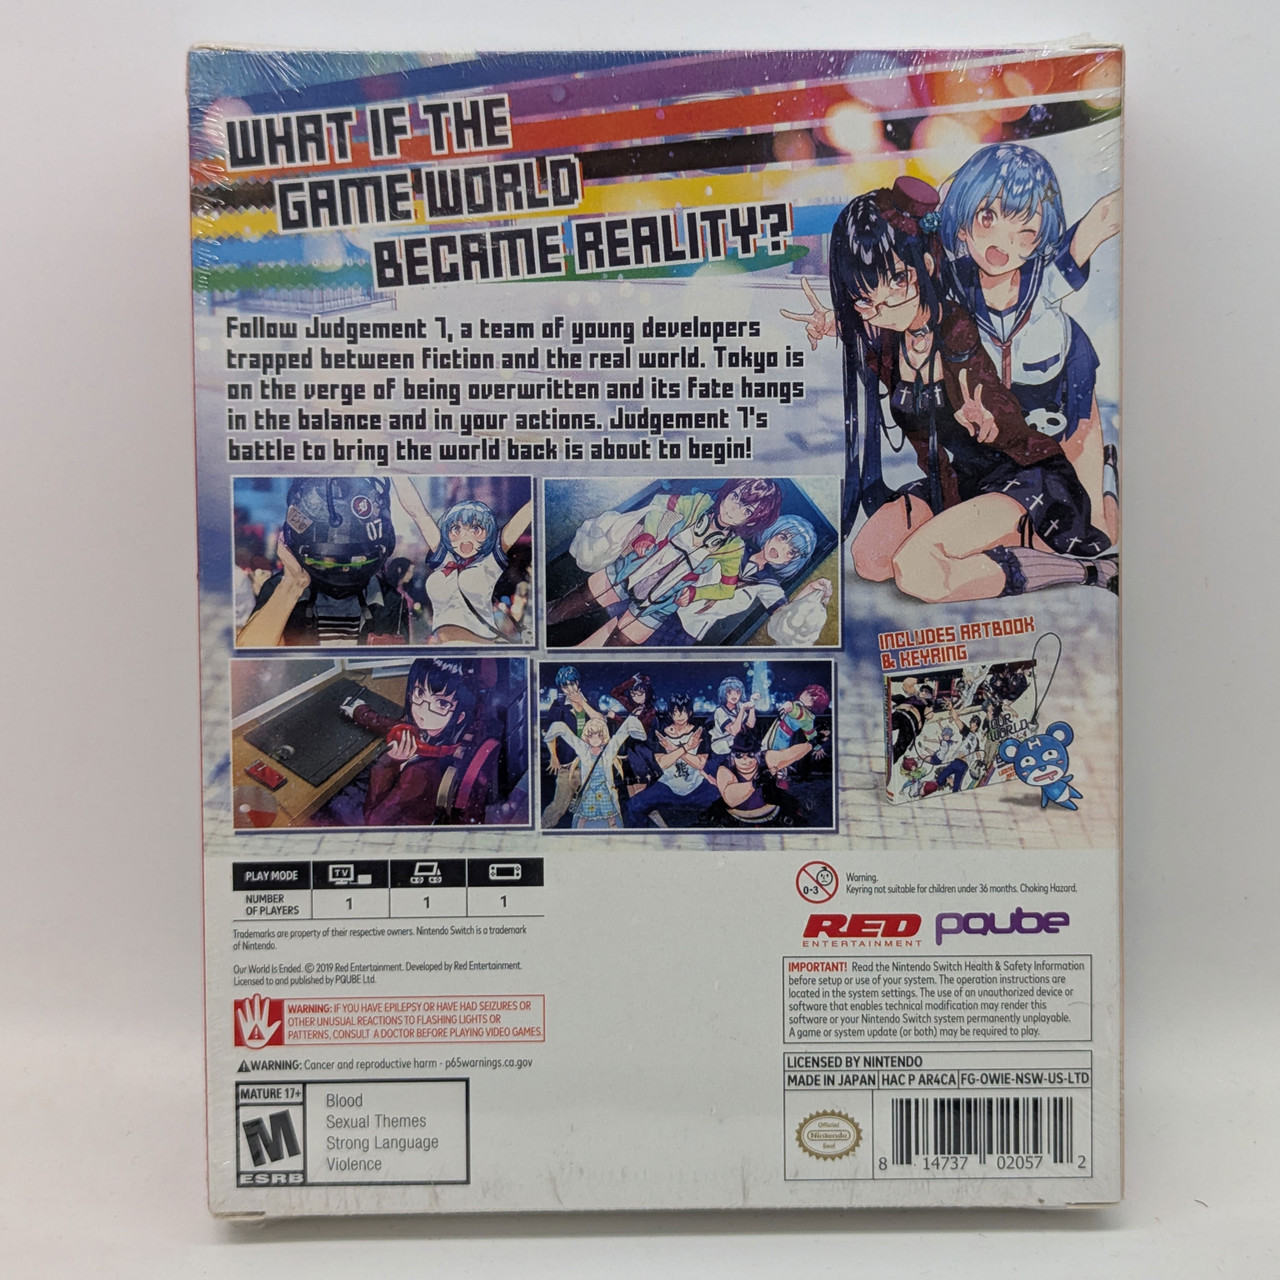 WHAT IF THE
GAME WORLD
BECAME REALITY?
Follow Judgement 7, a team of young developers
trapped between fiction and the real world. Tokyo is
on the verge of being overwritten and its fate hangs
in the balance and in your actions. Judgement 7's
battle to bring the world back is about to begin!
07
INCLUDES ARTBOOK
& KEYRING
OUR
WORLD
H
PLAY MODE
TV
NUMBER
OF PLAYERS
1
1
1
Trademarks are property of their respective owners. Nintendo Switch is a trademark
of Nintendo.
Our World Is Ended. © 2019 Red Entertainment. Developed by Red Entertainment.
Licensed to and published by PQUBE Ltd.
WARNING: IF YOU HAVE EPILEPSY OR HAVE HAD SEIZURES OR
OTHER UNUSUAL REACTIONS TO FLASHING LIGHTS OR
PATTERNS, CONSULT A DOCTOR BEFORE PLAYING VIDEO GAMES.
WARNING: Cancer and reproductive harm - p65warnings.ca.gov
MATURE 17+
M
ESRB
Blood
Sexual Themes
Strong Language
Violence
0-3
Warning.
Keyring not suitable for children under 36 months. Choking Hazard.
RED
ENTERTAINMENT
PQube
IMPORTANT! Read the Nintendo Switch Health & Safety Information
before setup or use of your system. The operation instructions are
located in the system settings. The use of an unauthorized device or
software that enables technical modification may render this
software or your Nintendo Switch system permanently unplayable.
A game or system update (or both) may be required to play.
LICENSED BY NINTENDO
MADE IN JAPAN HAC P AR4CA FG-OWIE-NSW-US-LTD
Official
Nintendo
Seal
8 14737 02057 2